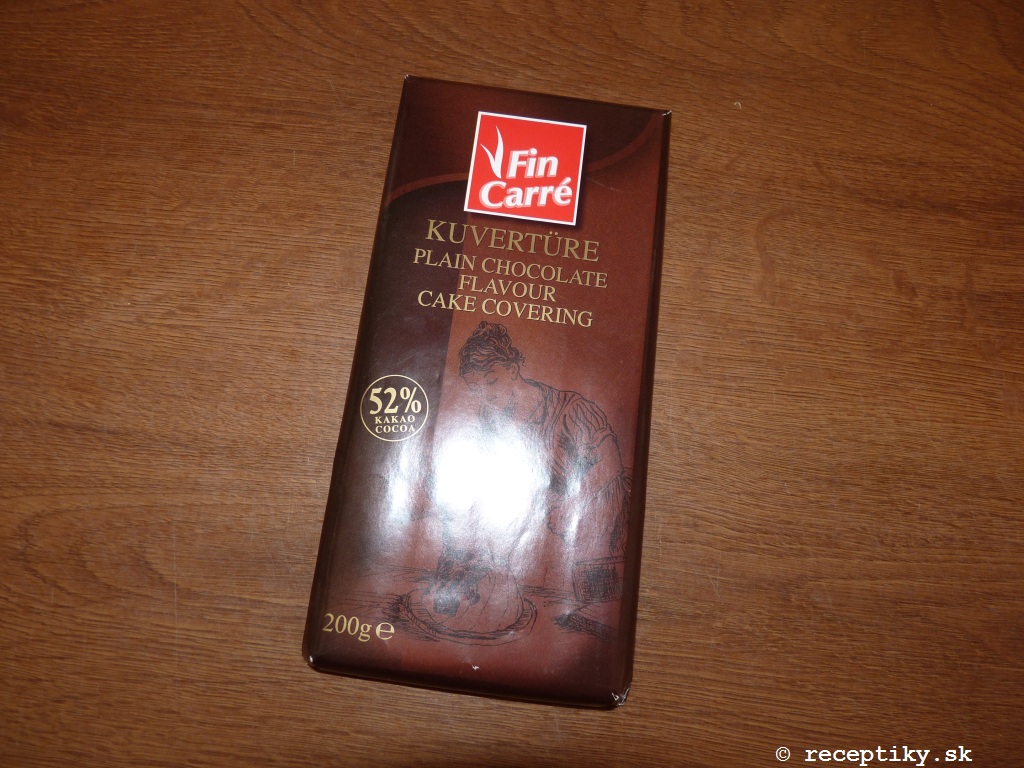 Fin
Carré
KUVERTÜRE
PLAIN CHOCOLATE
FLAVOUR
CAKE COVERING
52%
KAKAO
COCOA
200g ℮
© receptiky.sk